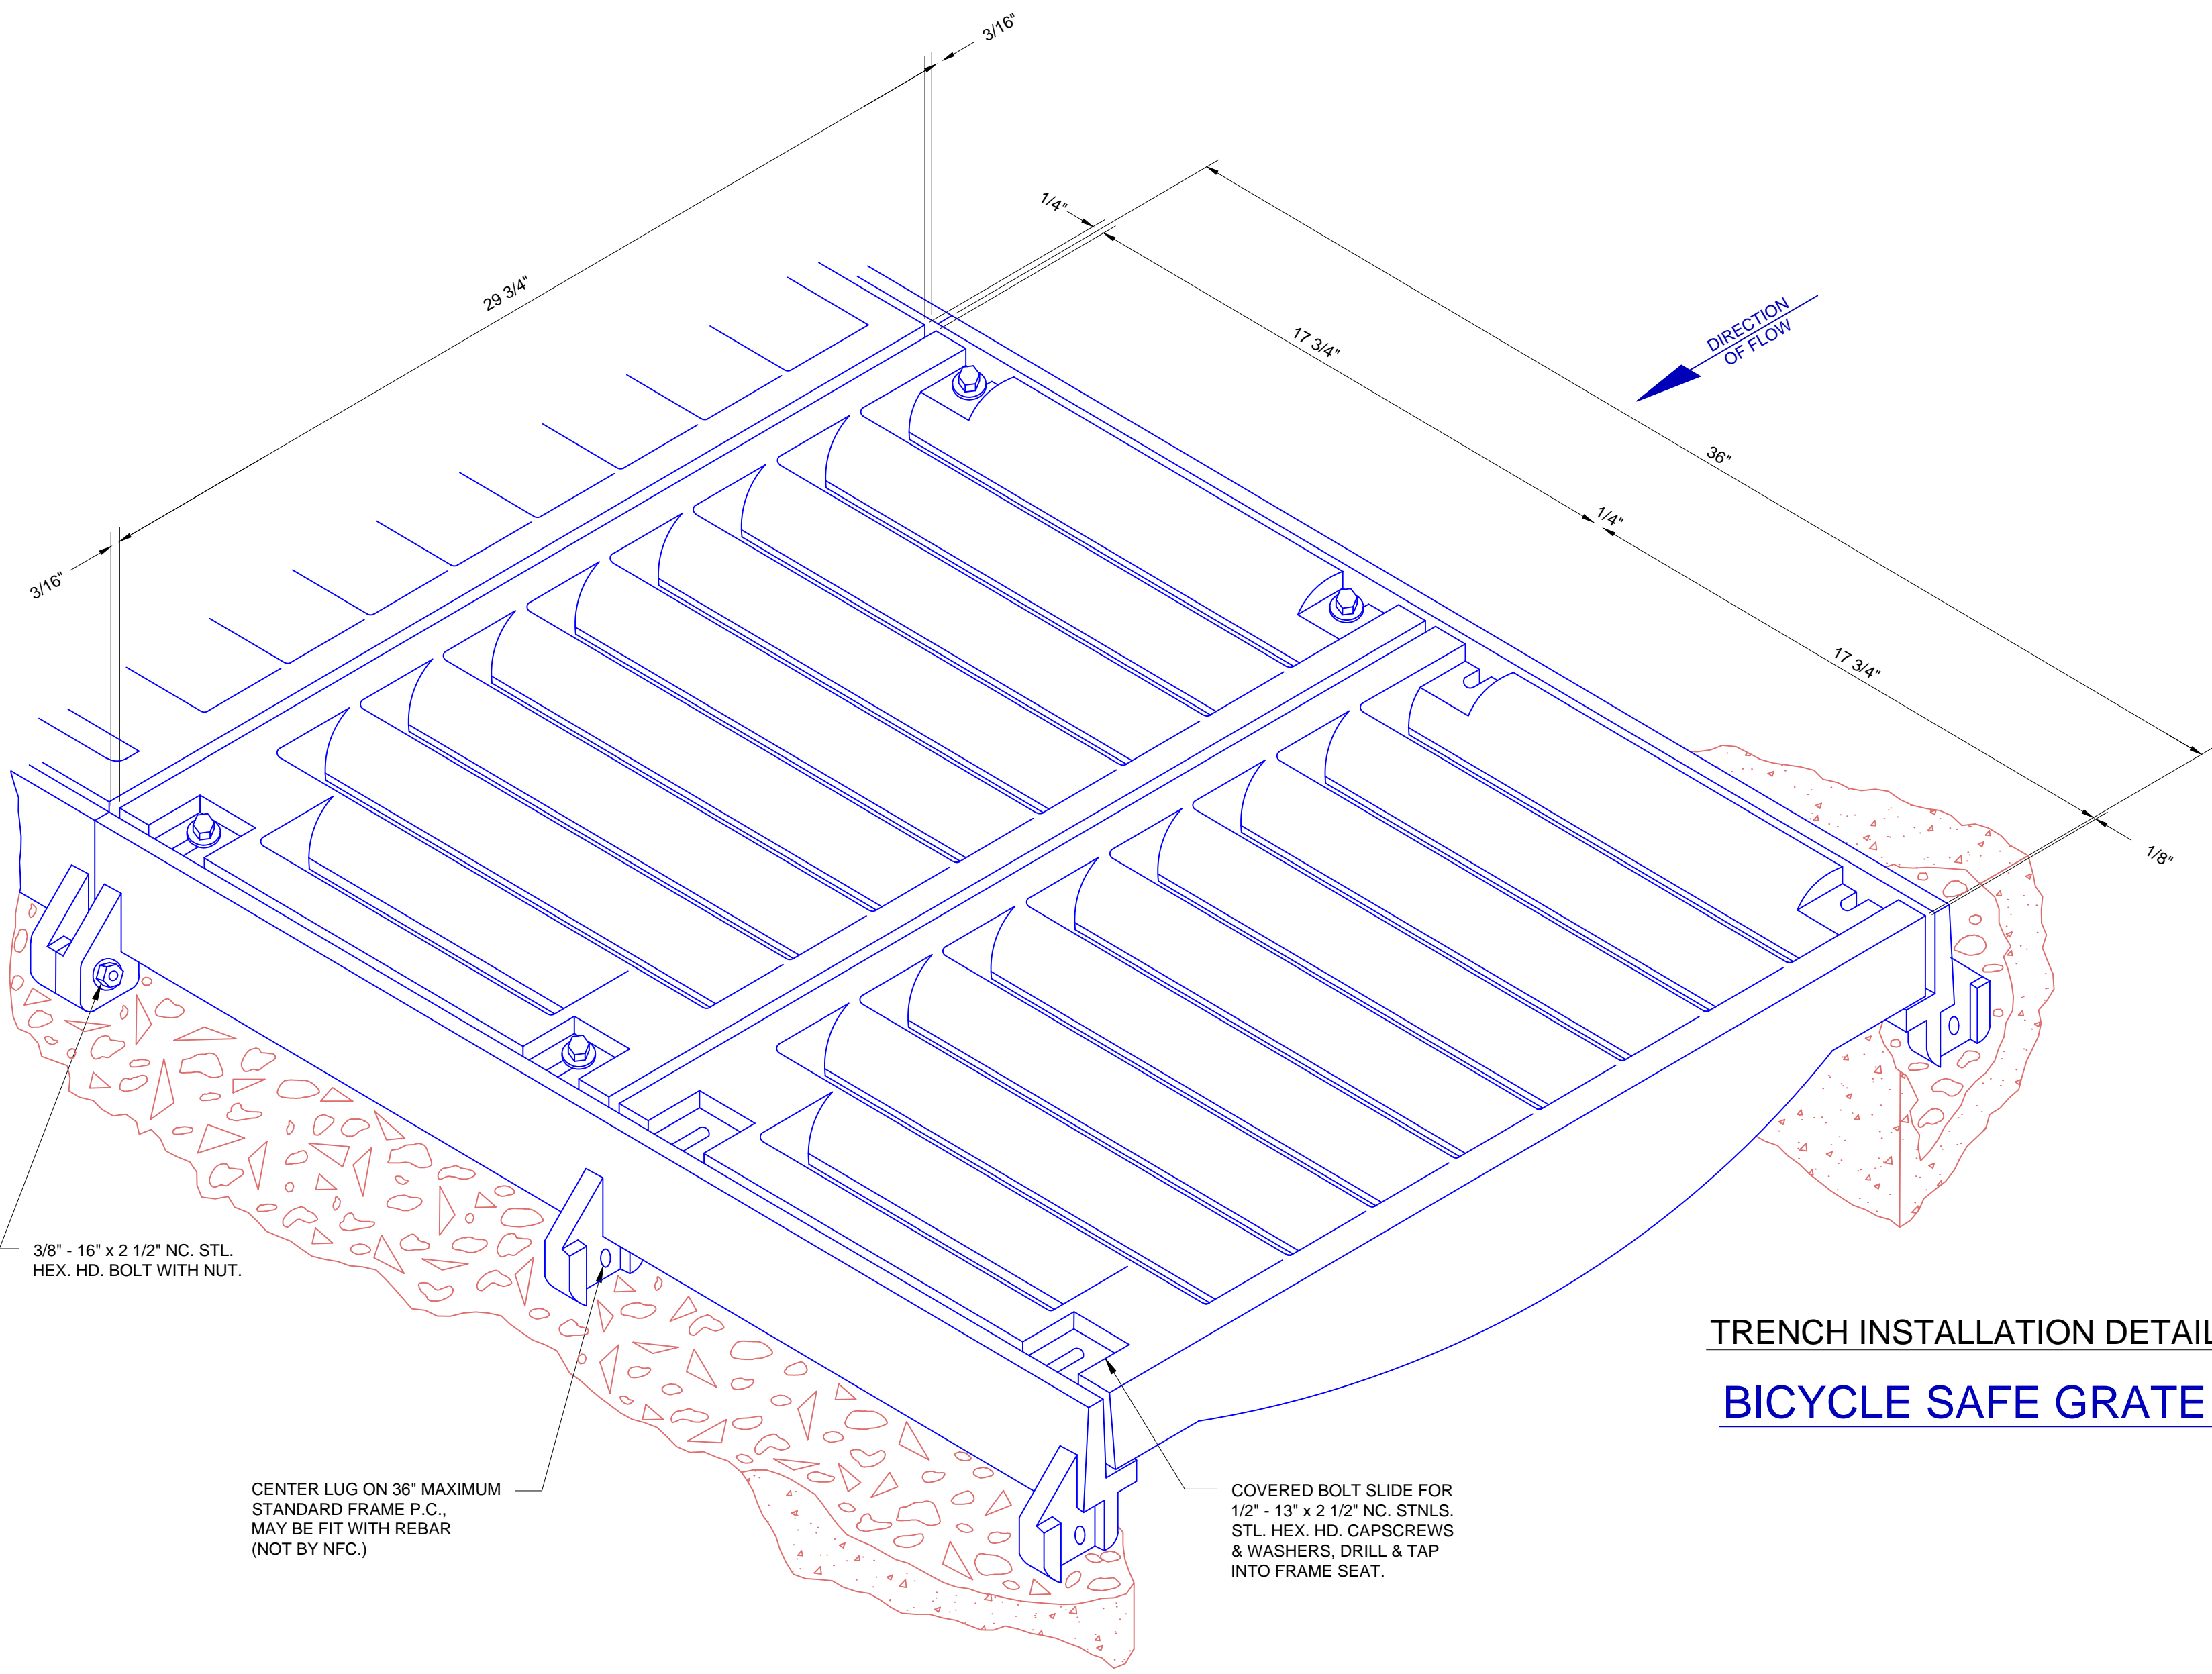 3/16"
29 3/4"
1/4"
17 3/4"
36"
DIRECTION
OF FLOW
1/4"
3/16"
17 3/4"
1/8"
3/8" - 16" x 2 1/2" NC. STL.
HEX. HD. BOLT WITH NUT.
TRENCH INSTALLATION DETAIL
BICYCLE SAFE GRATE
CENTER LUG ON 36" MAXIMUM
STANDARD FRAME P.C.,
MAY BE FIT WITH REBAR
(NOT BY NFC.)
COVERED BOLT SLIDE FOR
1/2" - 13" x 2 1/2" NC. STNLS.
STL. HEX. HD. CAPSCREWS
& WASHERS, DRILL & TAP
INTO FRAME SEAT.